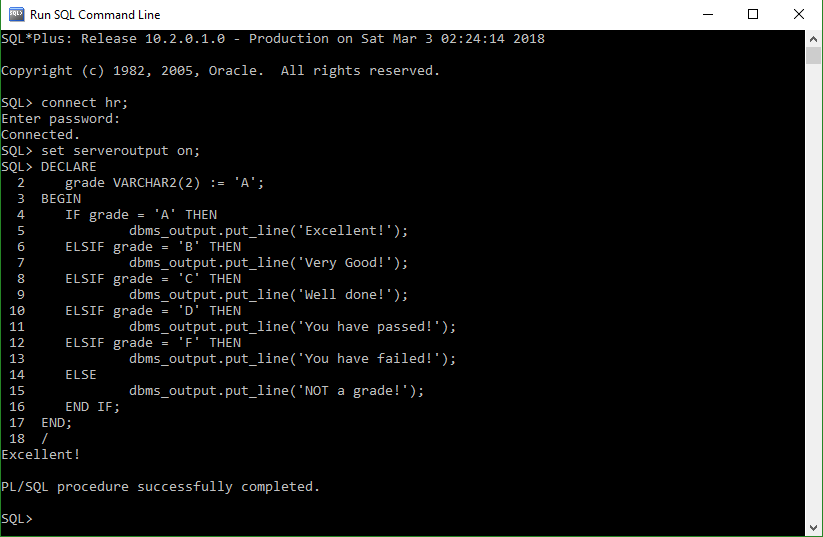 Run SQL Command Line
SQL*Plus: Release 10.2.0.1.0 - Production on Sat Mar 3 02:24:14 2018
Copyright (c) 1982, 2005, Oracle.  All rights reserved.
SQL> connect hr;
Enter password:
Connected.
SQL> set serveroutput on;
SQL> DECLARE
  2     grade VARCHAR2(2) := 'A';
  3  BEGIN
  4     IF grade = 'A' THEN
  5             dbms_output.put_line('Excellent!');
  6     ELSIF grade = 'B' THEN
  7             dbms_output.put_line('Very Good!');
  8     ELSIF grade = 'C' THEN
  9             dbms_output.put_line('Well done!');
 10     ELSIF grade = 'D' THEN
 11             dbms_output.put_line('You have passed!');
 12     ELSIF grade = 'F' THEN
 13             dbms_output.put_line('You have failed!');
 14     ELSE
 15             dbms_output.put_line('NOT a grade!');
 16     END IF;
 17  END;
 18  /
Excellent!
PL/SQL procedure successfully completed.
SQL>